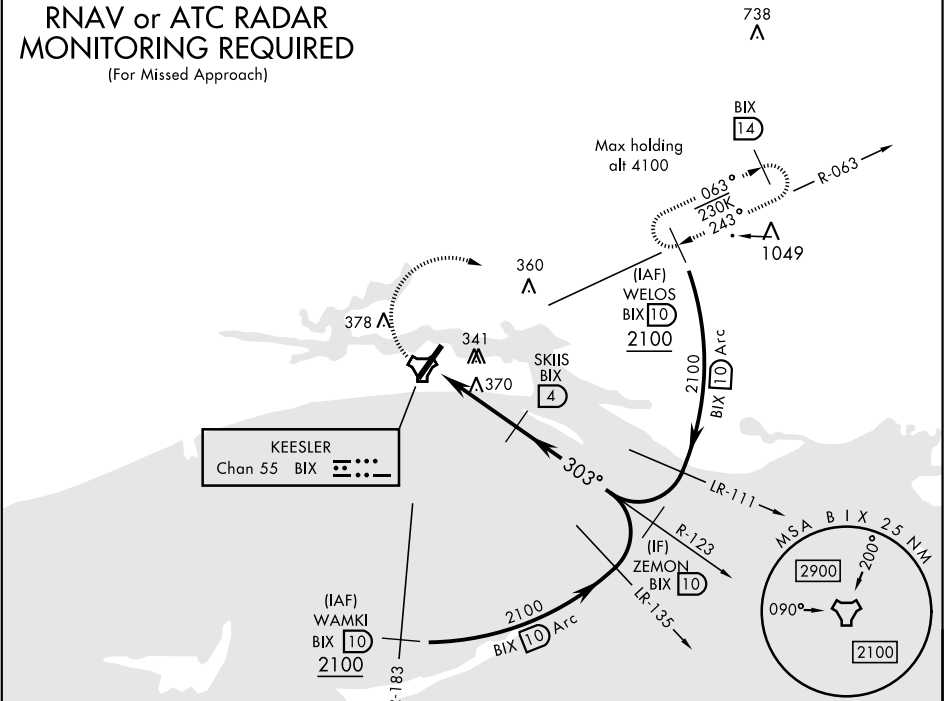 RNAV or ATC RADAR
MONITORING REQUIRED
(For Missed Approach)
738
BIX
14
Max holding
alt 4100
R-063
063°
230K
243°
1049
360
(IAF)
WELOS
BIX 10
2100
378
341
370
SKIIS
BIX
4
2100
BIX 10 Arc
KEESLER
Chan 55 BIX
303°
LR-111
R-123
(IF)
ZEMON
BIX 10
LR-135
2100
BIX 10 Arc
(IAF)
WAMKI
BIX 10
2100
-183
MSA BIX 25 NM
2900
200°
090°
2100